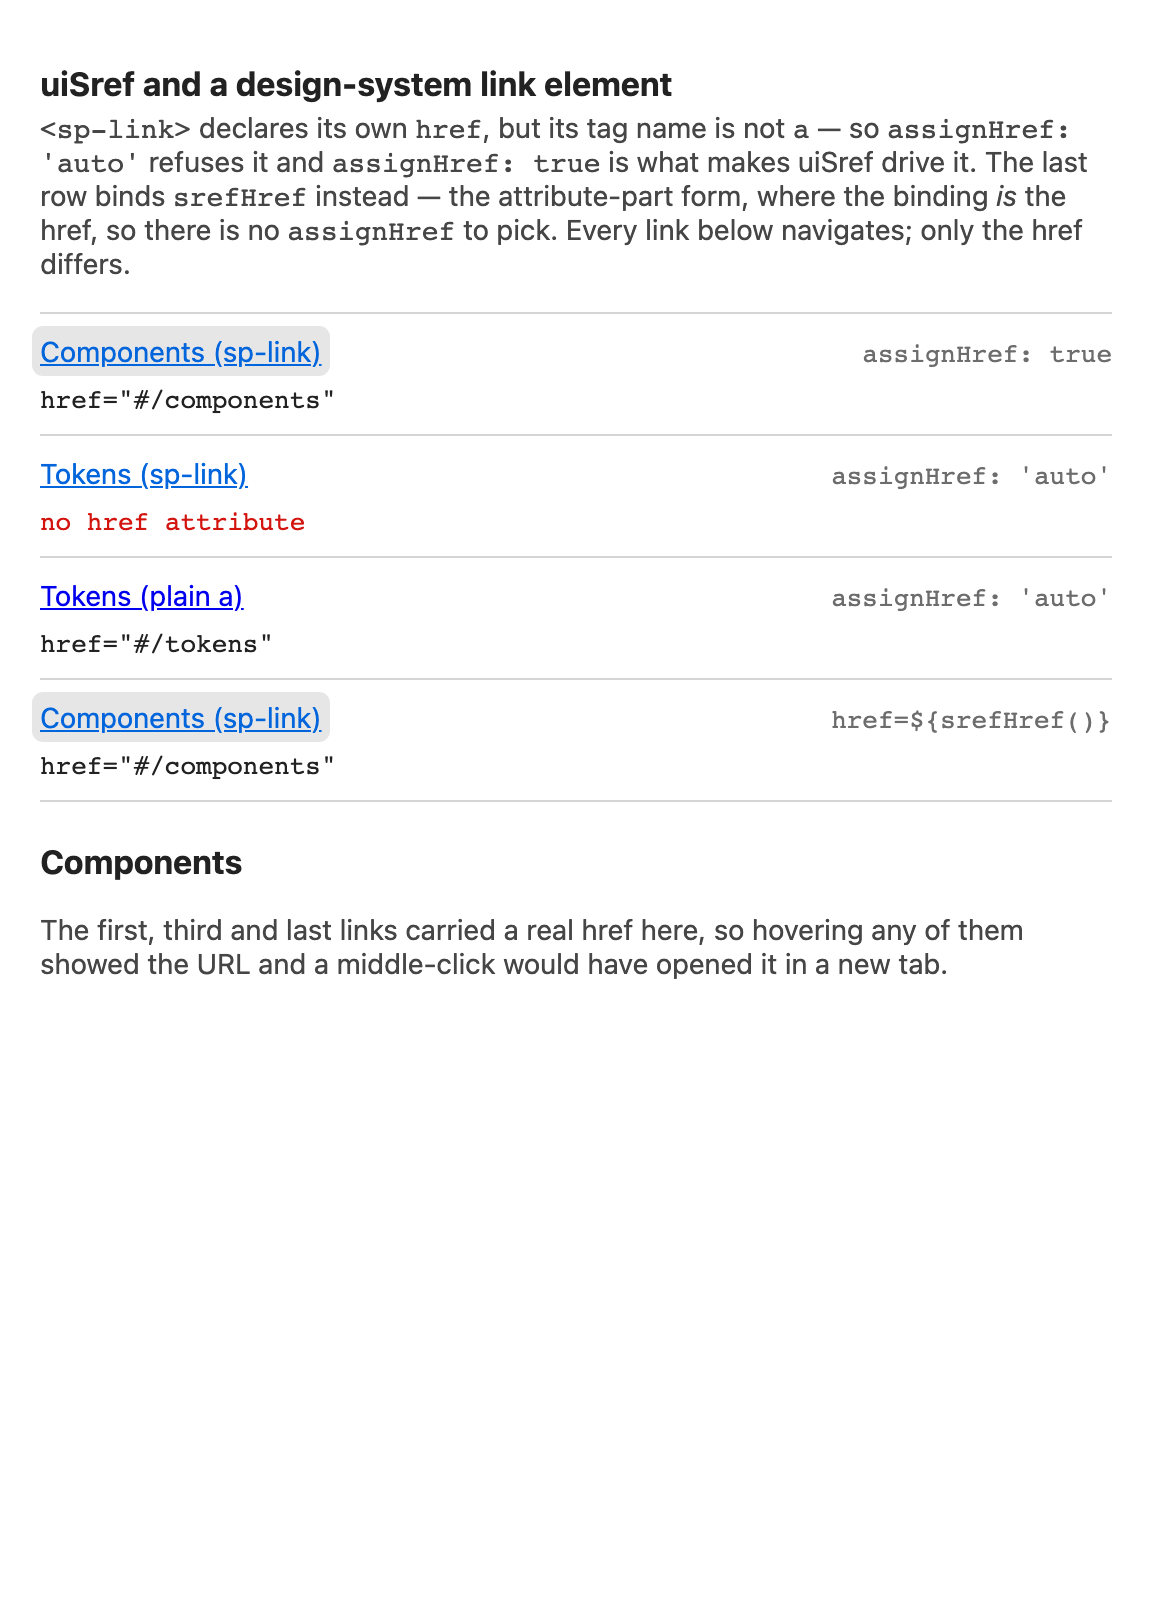 uiSref and a design-system link element
<sp-link> declares its own href, but its tag name is not a — so assignHref:
'auto' refuses it and assignHref: true is what makes uiSref drive it. The last
row binds srefHref instead — the attribute-part form, where the binding is the
href, so there is no assignHref to pick. Every link below navigates; only the href
differs.
Components (sp-link)
assignHref: true
href="#/components"
Tokens (sp-link)
assignHref: 'auto'
no href attribute
Tokens (plain a)
assignHref: 'auto'
href="#/tokens"
Components (sp-link)
href=${srefHref()}
href="#/components"
Components
The first, third and last links carried a real href here, so hovering any of them
showed the URL and a middle-click would have opened it in a new tab.